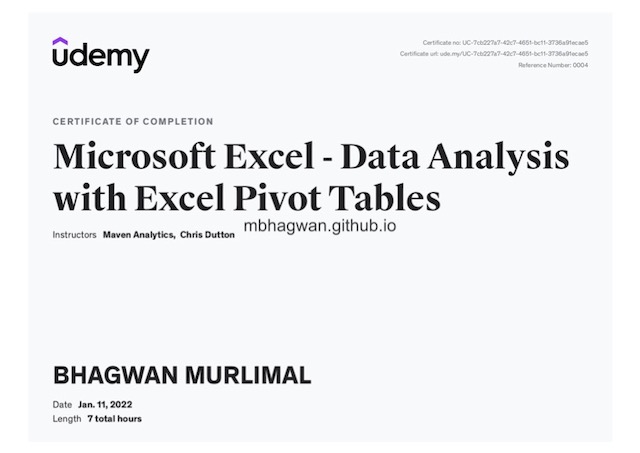 udemy
Certificate no: UC-7cb227a7-42c7-4651-bc11-3736a91ecae5
Certificate url: ude.my/UC-7cb227a7-42c7-4651-bc11-3736a91ecae5
Reference Number: 0004
CERTIFICATE OF COMPLETION
Microsoft Excel - Data Analysis
with Excel Pivot Tables
mbhagwan.github.io
Instructors Maven Analytics, Chris Dutton
BHAGWAN MURLIMAL
Date Jan. 11, 2022
Length 7 total hours